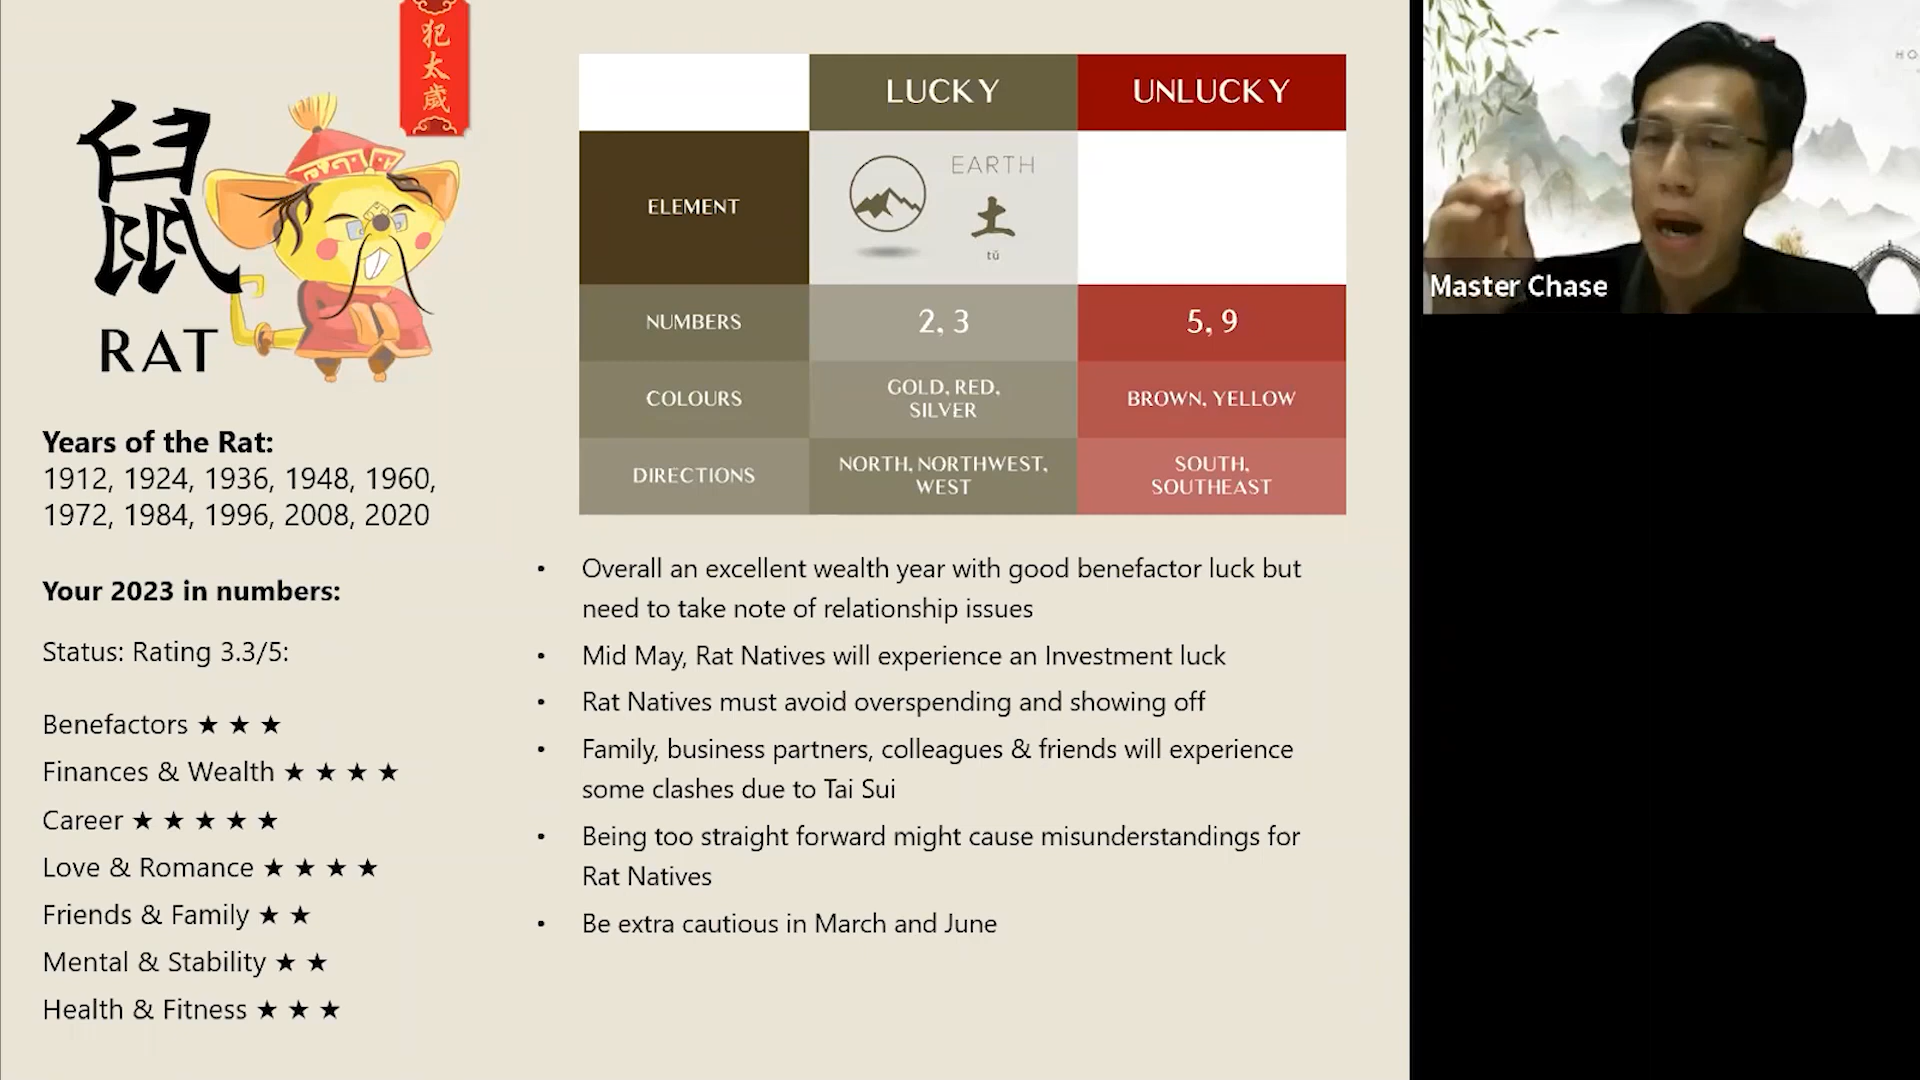 犯太歲
鼠
RAT
LUCKY
UNLUCKY
ELEMENT
EARTH
土
tǔ
NUMBERS
2, 3
5, 9
COLOURS
GOLD, RED,
SILVER
BROWN, YELLOW
DIRECTIONS
NORTH, NORTHWEST,
WEST
SOUTH,
SOUTHEAST
Years of the Rat:
1912, 1924, 1936, 1948, 1960,
1972, 1984, 1996, 2008, 2020
Your 2023 in numbers:
Status: Rating 3.3/5:
Benefactors ★ ★ ★
Finances & Wealth ★ ★ ★ ★
Career ★ ★ ★ ★ ★
Love & Romance ★ ★ ★ ★
Friends & Family ★ ★
Mental & Stability ★ ★
Health & Fitness ★ ★ ★
• Overall an excellent wealth year with good benefactor luck but
need to take note of relationship issues
• Mid May, Rat Natives will experience an Investment luck
• Rat Natives must avoid overspending and showing off
• Family, business partners, colleagues & friends will experience
some clashes due to Tai Sui
• Being too straight forward might cause misunderstandings for
Rat Natives
• Be extra cautious in March and June
HO
Master Chase